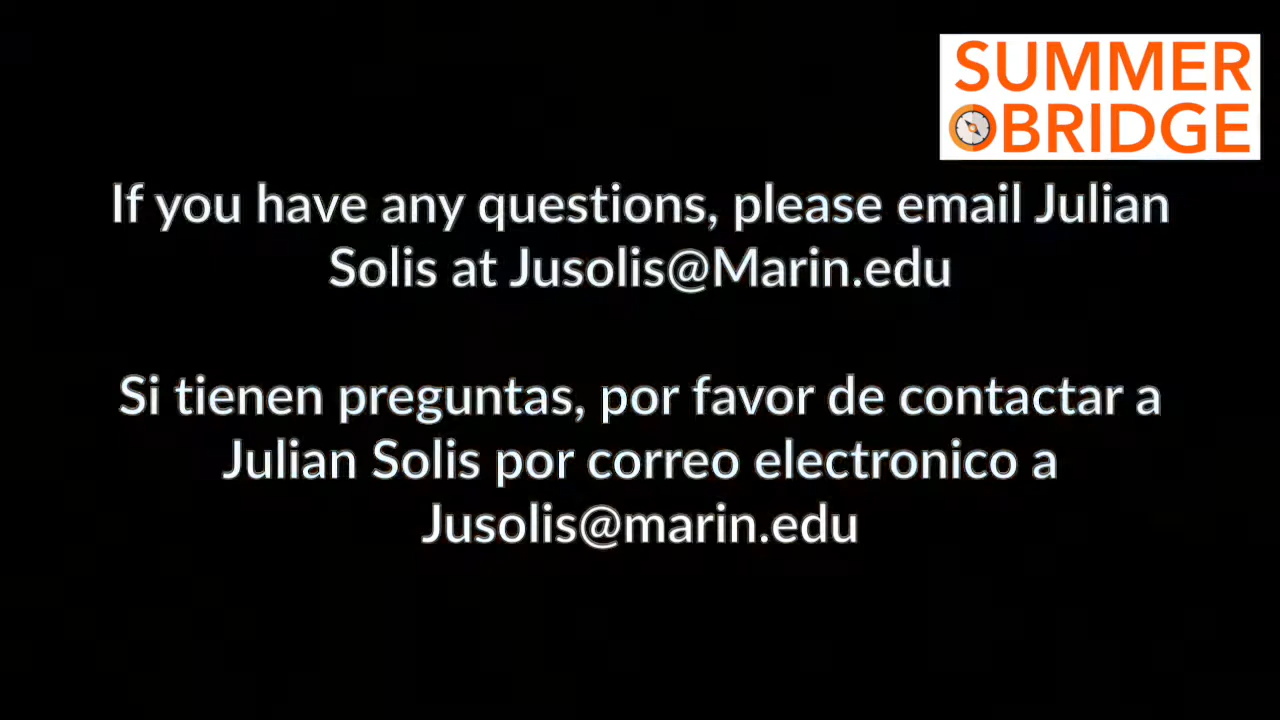 SUMMER
BRIDGE
If you have any questions, please email Julian
Solis at Jusolis@Marin.edu
Si tienen preguntas, por favor de contactar a
Julian Solis por correo electronico a
Jusolis@marin.edu